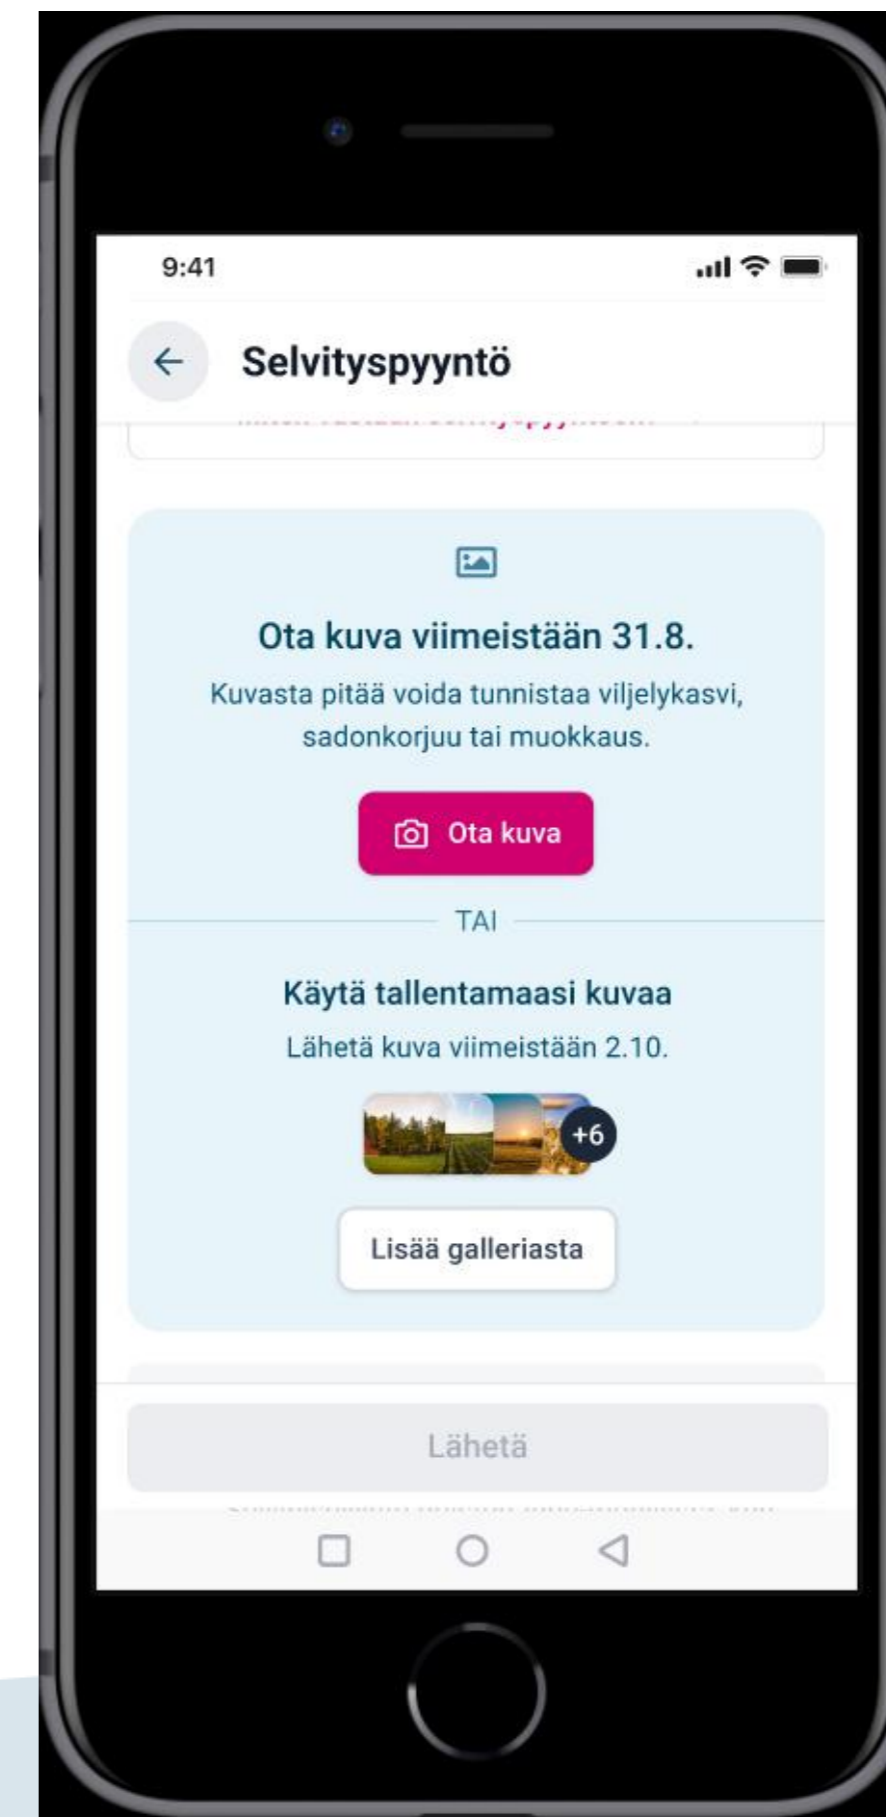 9:41
Selvityspyyntö
Ota kuva viimeistään 31.8.
Kuvasta pitää voida tunnistaa viljelykasvi,
sadonkorjuu tai muokkaus.
Ota kuva
TAI
Käytä tallentamaasi kuvaa
Lähetä kuva viimeistään 2.10.
+6
Lisää galleriasta
Lähetä